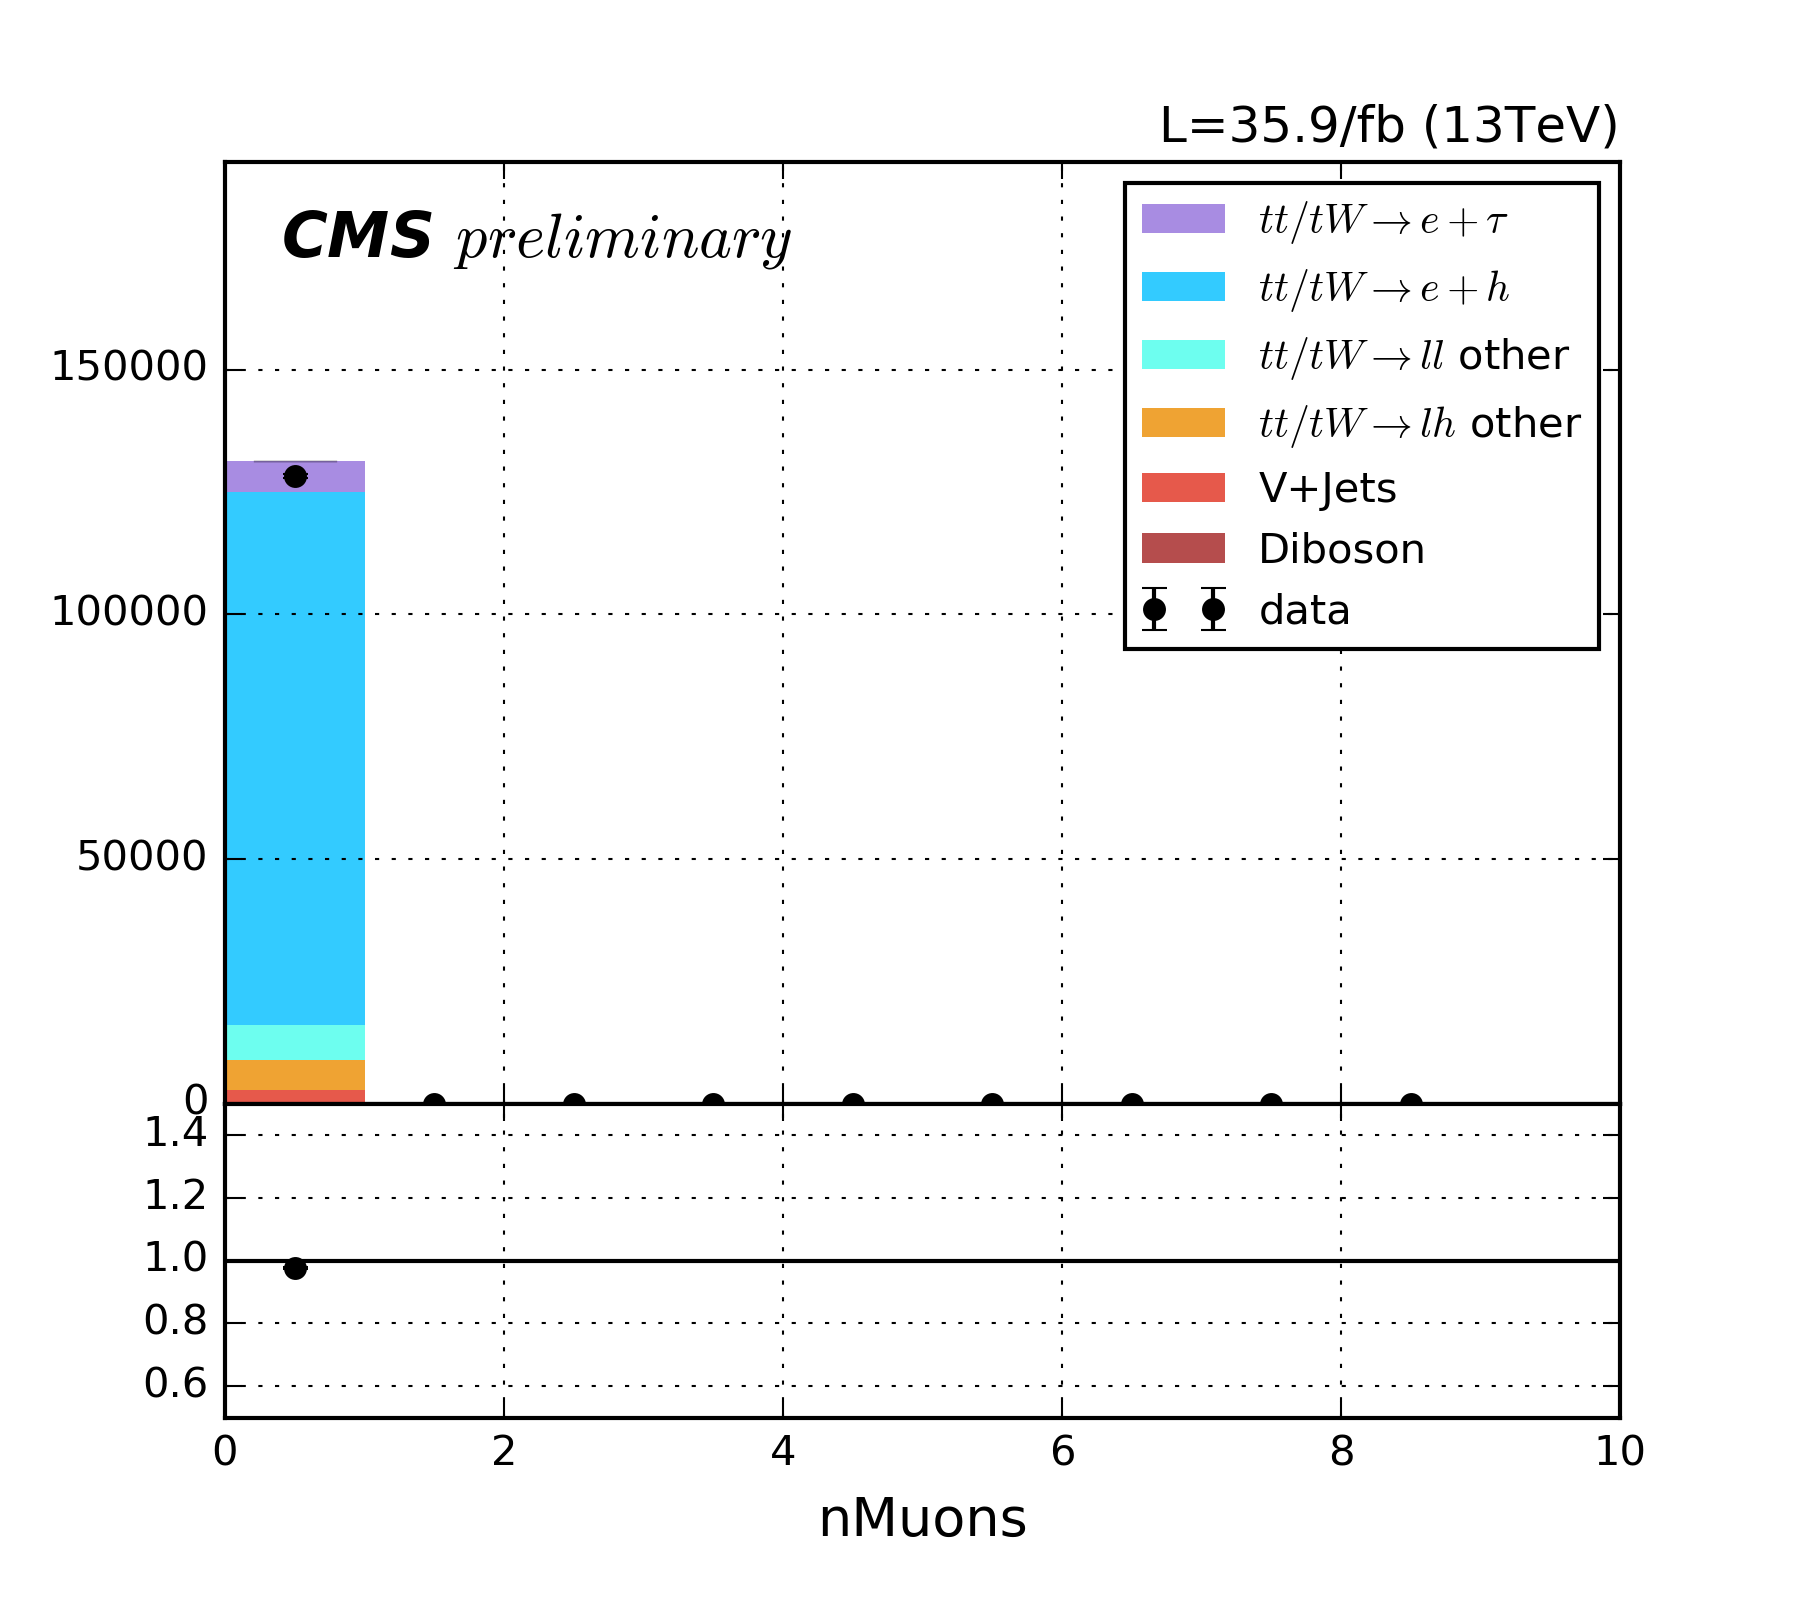 L=35.9/fb (13TeV)
CMS preliminary
tt/tW→e+τ
tt/tW→e+h
tt/tW→ll other
tt/tW→lh other
V+Jets
Diboson
data
150000
100000
50000
0
1.4
1.2
1.0
0.8
0.6
0 2 4 6 8 10
nMuons